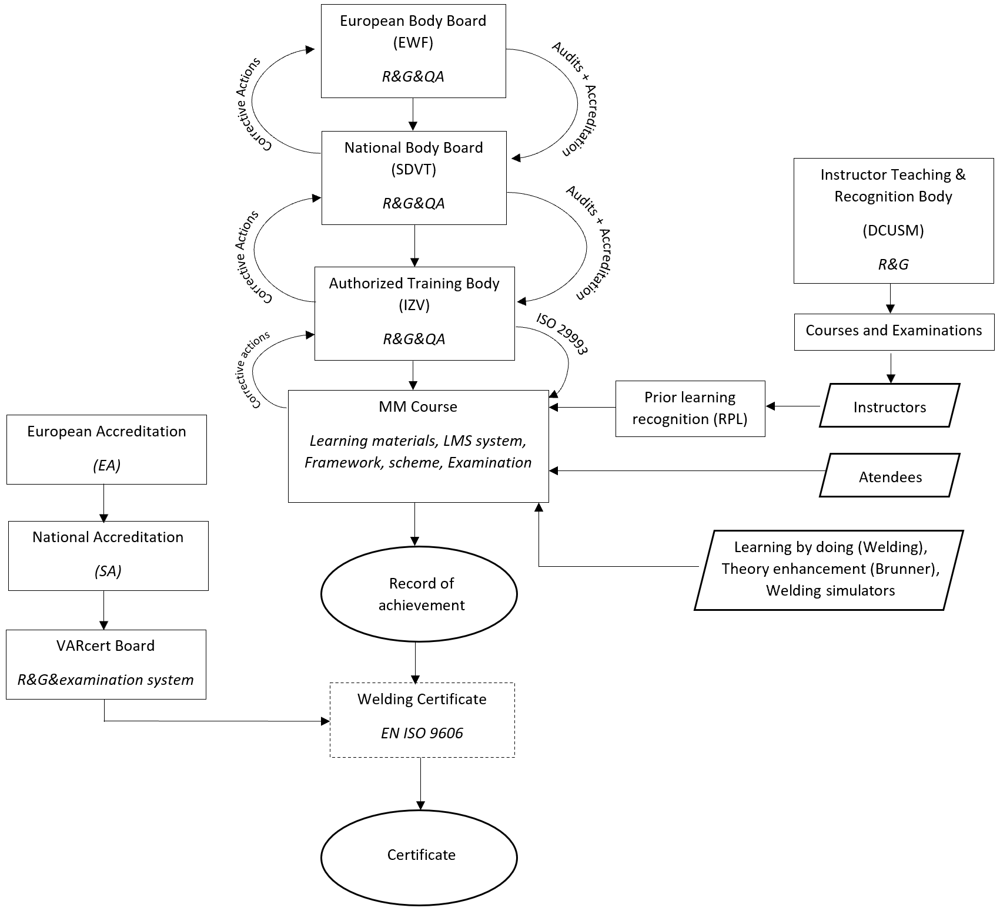 European Body Board
(EWF)
R&G&QA
Corrective Actions
Audits + Accreditation
National Body Board
(SDVT)
R&G&QA
Corrective Actions
Audits + Accreditation
Authorized Training Body
(IZV)
R&G&QA
Corrective actions
ISO 29993
Instructor Teaching &
Recognition Body
(DCUSM)
R&G
Courses and Examinations
Instructors
Prior learning
recognition (RPL)
MM Course
Learning materials, LMS system,
Framework, scheme, Examination
Atendees
Learning by doing (Welding),
Theory enhancement (Brunner),
Welding simulators
European Accreditation
(EA)
National Accreditation
(SA)
VARcert Board
R&G&examination system
Record of
achievement
Welding Certificate
EN ISO 9606
Certificate